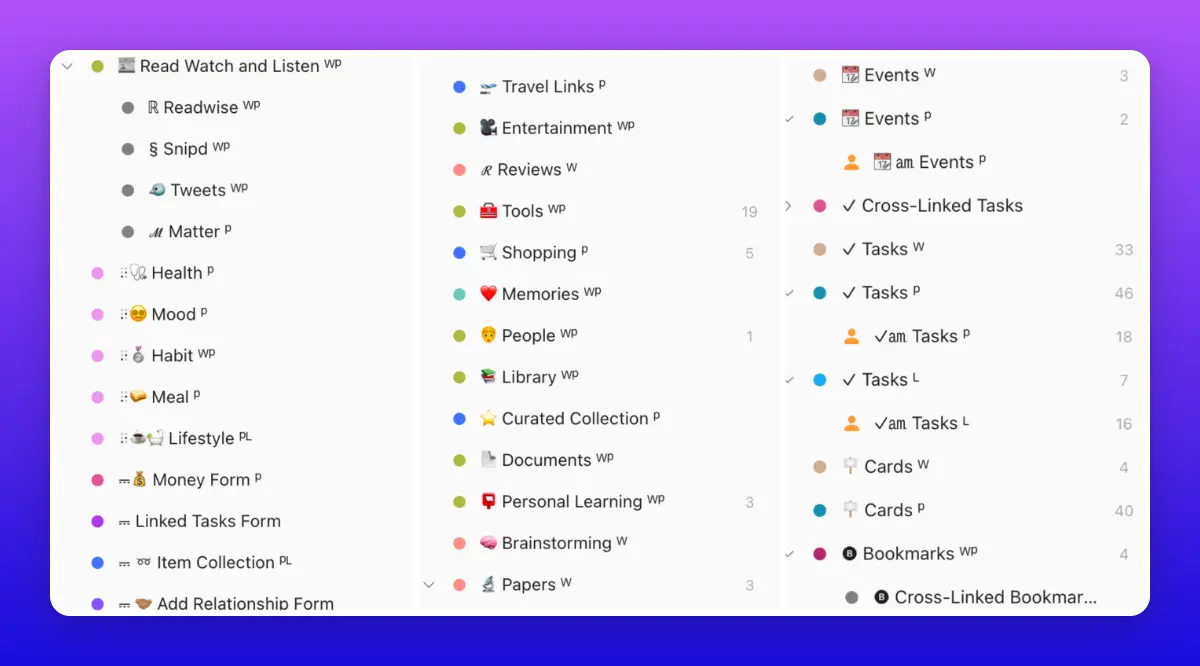 📰 Read Watch and Listen ᵂᵖ
ℝ Readwise ᵂᵖ
§ Snipd ᵂᵖ
🐦 Tweets ᵂᵖ
ℳ Matter ᵖ
⠿🩺 Health ᵖ
⠿😵‍💫 Mood ᵖ
⠿🥈 Habit ᵂᵖ
⠿🥪 Meal ᵖ
⠿☕🛀 Lifestyle ᵖᴸ
⎓💰 Money Form ᵖ
⎓ Linked Tasks Form
⎓ ➿ Item Collection ᵖᴸ
⎓ 🤝 Add Relationship Form
🛫 Travel Links ᵖ
🎥 Entertainment ᵂᵖ
ℛ Reviews ᵂ
🧰 Tools ᵂᵖ 19
🛒 Shopping ᵖ 5
❤️ Memories ᵂᵖ
👨 People ᵂᵖ 1
📚 Library ᵂᵖ
⭐ Curated Collection ᵖ
📄 Documents ᵂᵖ
📮 Personal Learning ᵂᵖ 3
🧠 Brainstorming ᵂ
🔬 Papers ᵂ 3
📆 Events ᵂ 3
📆 Events ᵖ 2
📆 am Events ᵖ
✓ Cross-Linked Tasks
✓ Tasks ᵂ 33
✓ Tasks ᵖ 46
✓am Tasks ᵖ 18
✓ Tasks ᴸ 7
✓am Tasks ᴸ 16
🪧 Cards ᵂ 4
🪧 Cards ᵖ 40
🅑 Bookmarks ᵂᵖ 4
🅑 Cross-Linked Bookmar...